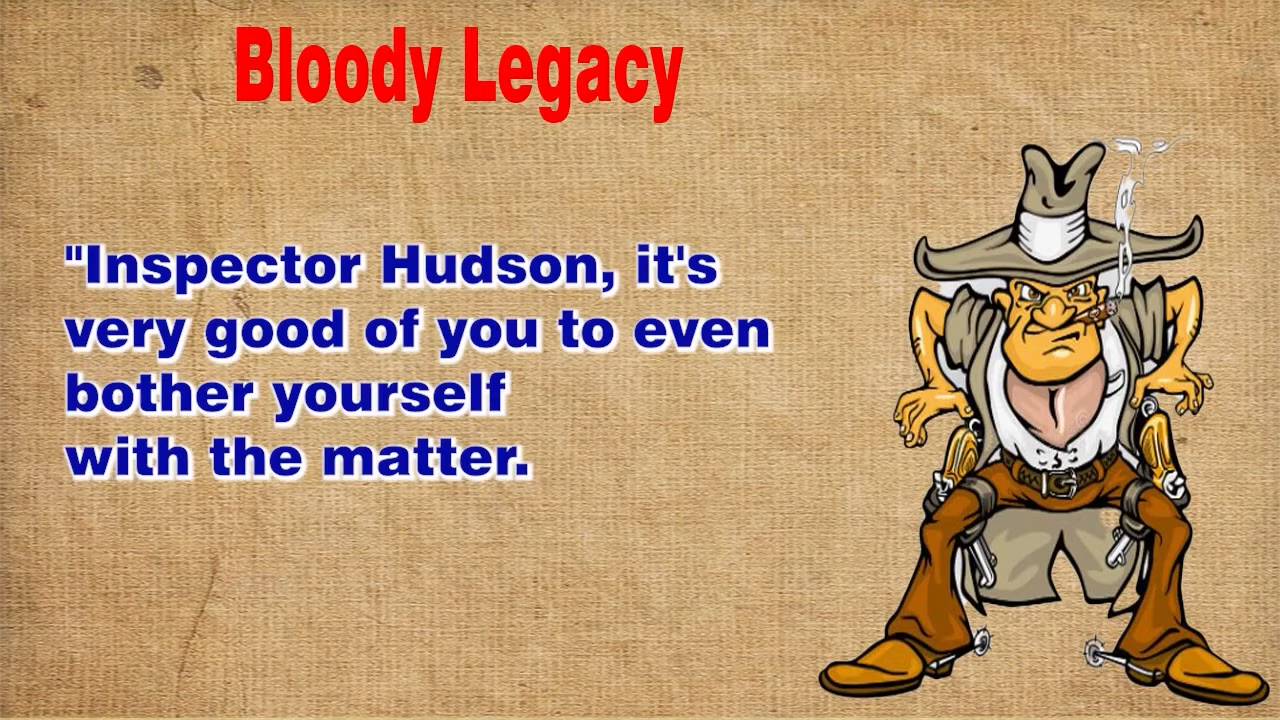 Bloody Legacy
"Inspector Hudson, it's
very good of you to even
bother yourself
with the matter.